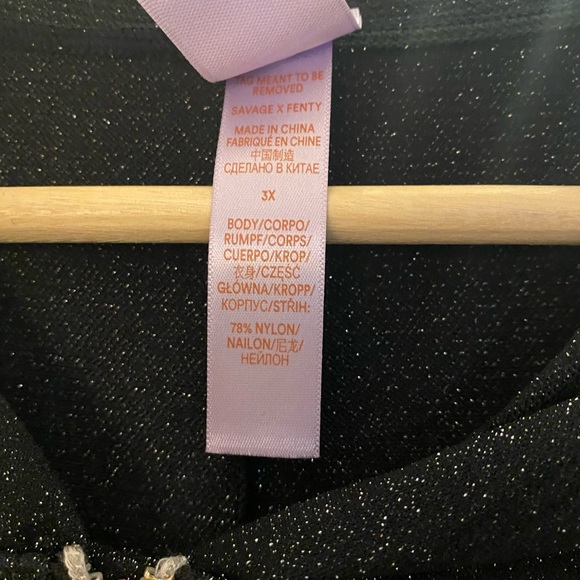 TAG MEANT TO BE
REMOVED
SAVAGE X FENTY
MADE IN CHINA
FABRIQUÉ EN CHINE
中国制造
СДЕЛАНО В КИТАЕ
3X
BODY/CORPO/
RUMPF/CORPS/
CUERPO/KROP/
衣身/CZĘŚĆ
GŁÓWNA/KROPP/
КОРПУС/STŘIH:
78% NYLON/
NAILON/尼龙/
НЕЙЛОН